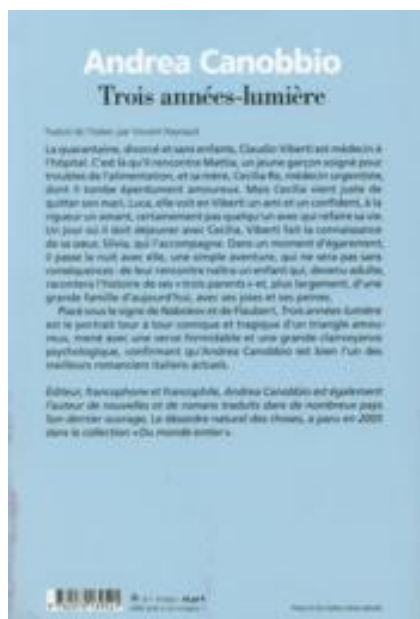 Andrea Canobbio
Trois années-lumière
Traduit de l'italien par Vincent Raynaud
La quarantaine, divorcé et sans enfants, Claudio Viberti est médecin à
l'hôpital. C'est là qu'il rencontre Mattia, un jeune garçon soigné pour
troubles de l'alimentation, et sa mère, Cecilia Re, médecin urgentiste,
dont il tombe éperdument amoureux. Mais Cecilia vient juste de
quitter son mari, Luca, elle voit en Viberti un ami et un confident, à la
rigueur un amant, certainement pas quelqu'un avec qui refaire sa vie.
Un jour où il doit déjeuner avec Cecilia, Viberti fait la connaissance
de sa sœur, Silvia, qui l'accompagne. Dans un moment d'égarement,
il passe la nuit avec elle, une simple aventure, qui ne sera pas sans
conséquences : de leur rencontre naîtra un enfant qui, devenu adulte,
racontera l'histoire de ses « trois parents » et, plus largement, d'une
grande famille d'aujourd'hui, avec ses joies et ses peines.
Placé sous le signe de Nabokov et de Flaubert, Trois années-lumière
est le portrait tour à tour comique et tragique d'un triangle amou-
reux, mené avec une verve formidable et une grande clairvoyance
psychologique, confirmant qu'Andrea Canobbio est bien l'un des
meilleurs romanciers italiens actuels.
Éditeur, francophone et francophile, Andrea Canobbio est également
l'auteur de nouvelles et de romans traduits dans de nombreux pays.
Son dernier ouvrage, Le désordre naturel des choses, a paru en 2005
dans la collection « Du monde entier ».